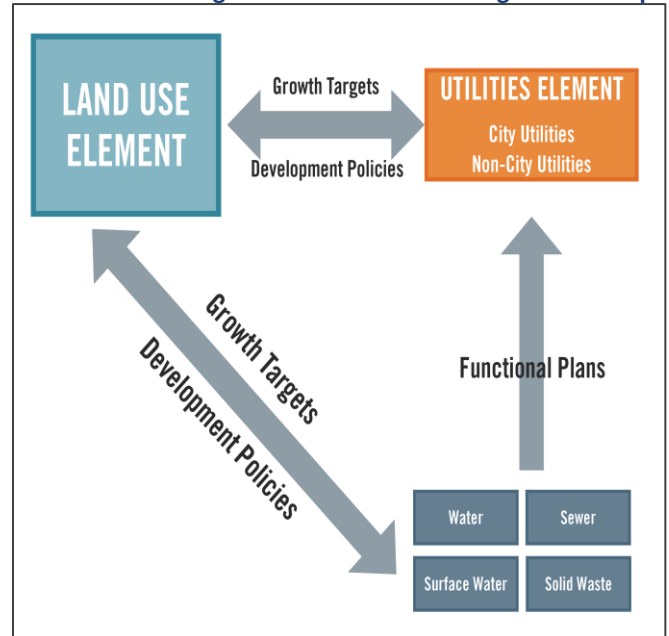 LAND USE
ELEMENT
Growth Targets
Development Policies
UTILITIES ELEMENT
City Utilities
Non-City Utilities
Growth Targets
Development Policies
Functional Plans
Water
Sewer
Surface Water
Solid Waste